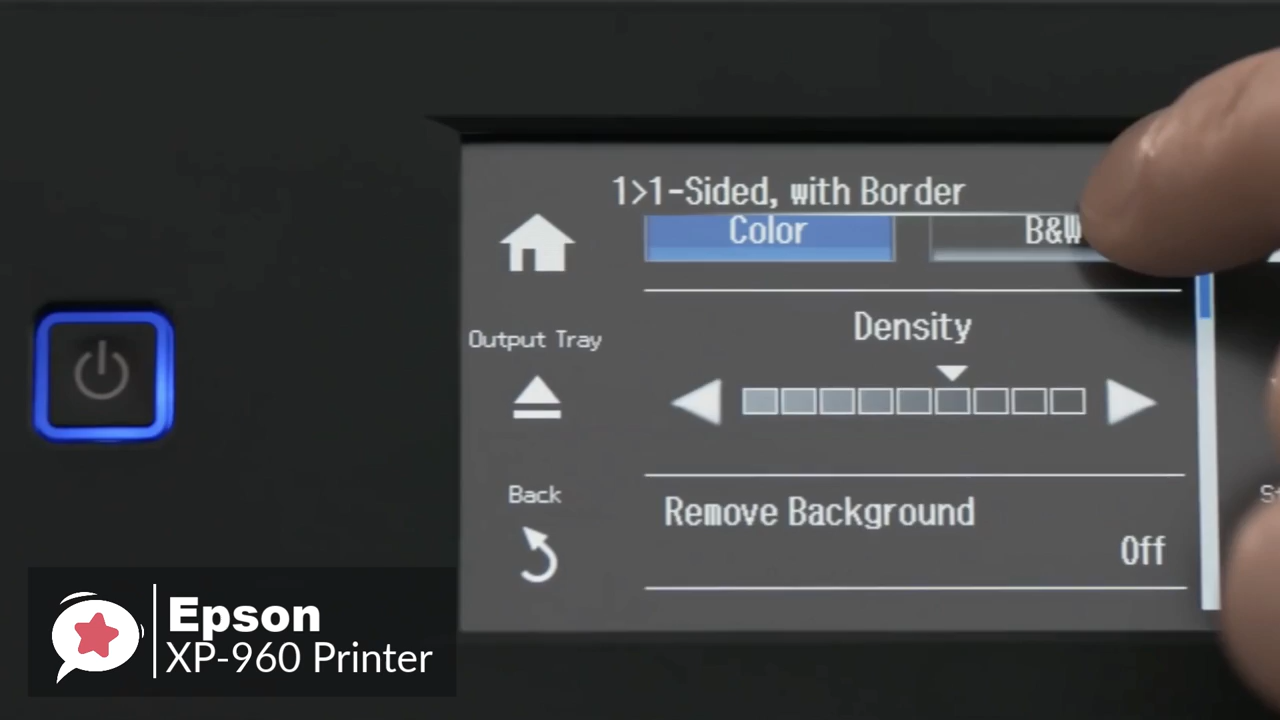 1>1-Sided, with Border
Color
B&W
Output Tray
Density
Back
Remove Background
Off
Epson
XP-960 Printer